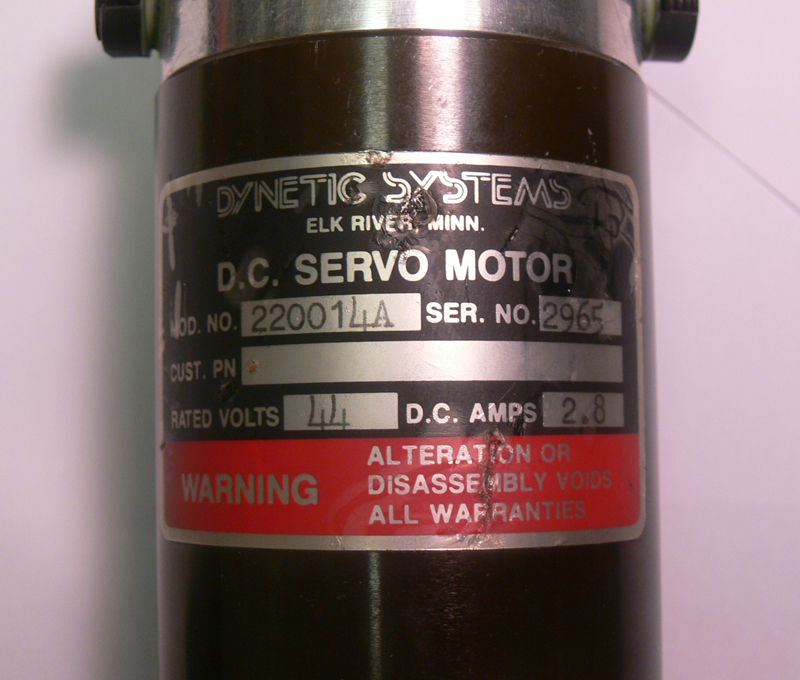 DYNETIC SYSTEMS
ELK RIVER, MINN.
D.C. SERVO MOTOR
MOD. NO. 220014A SER. NO. 2965
CUST. PN
RATED VOLTS 44 D.C. AMPS 2.8
WARNING
ALTERATION OR
DISASSEMBLY VOIDS
ALL WARRANTIES